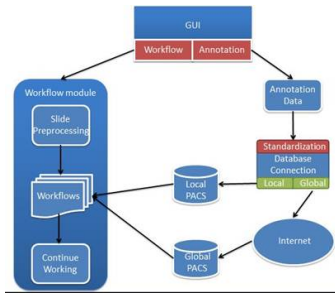 GUI
Workflow
Annotation
Workflow module
Slide
Preprocessing
Workflows
Continue
Working
Annotation
Data
Standardization
Database
Connection
Local
Global
Local
PACS
Internet
Global
PACS